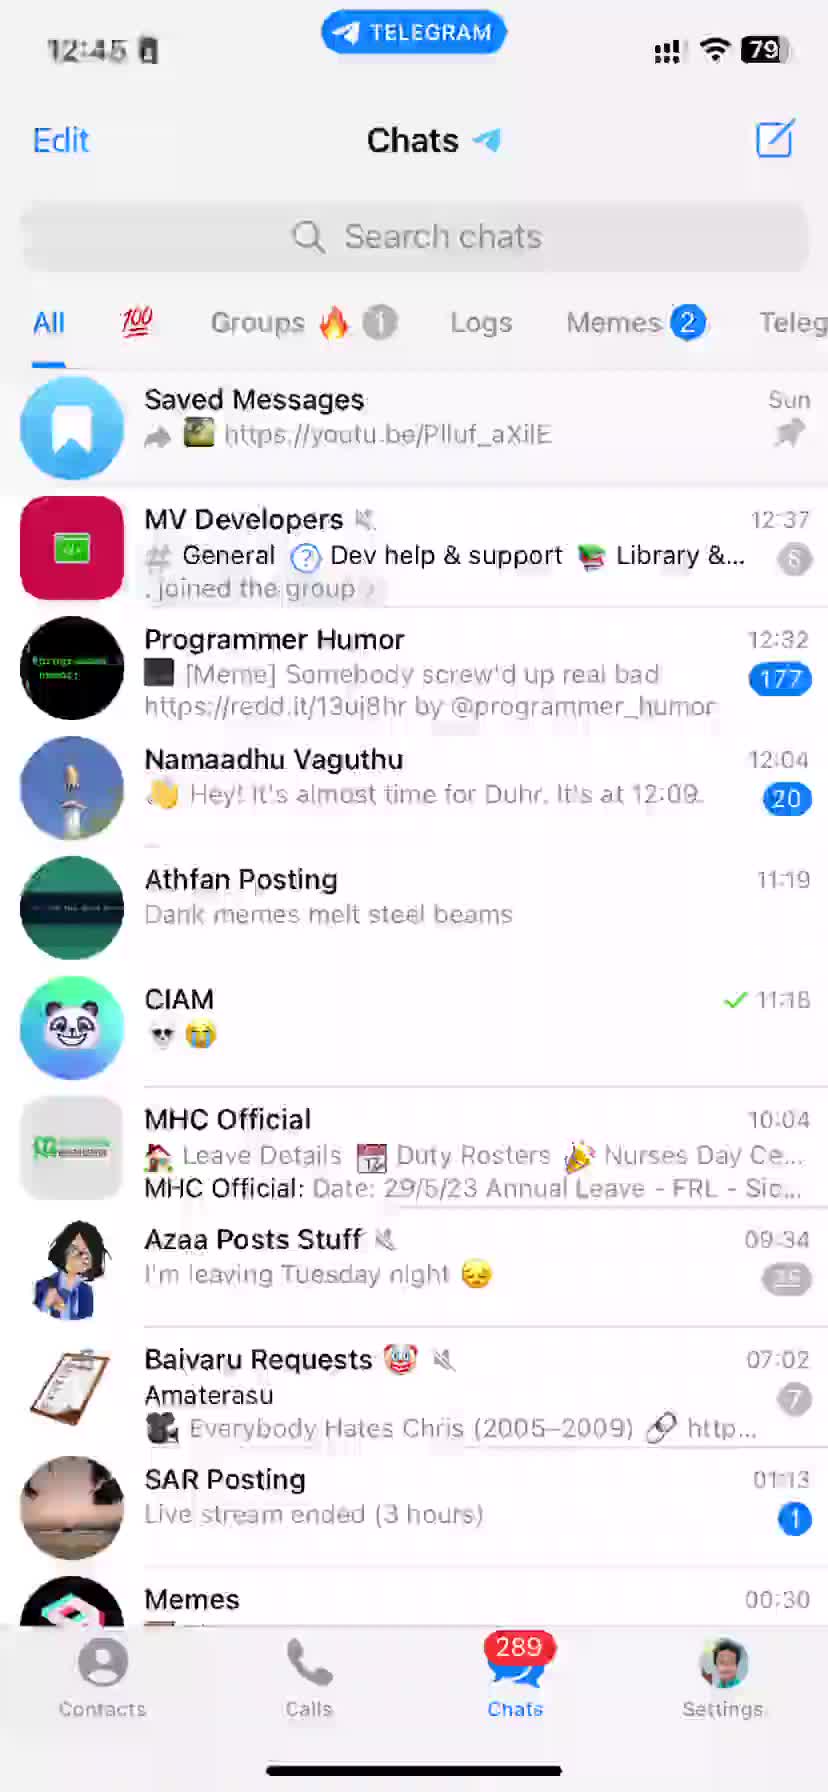 12:45
TELEGRAM
79
Edit
Chats
Search chats
All
💯
Groups 🔥 1
Logs
Memes 2
Teleg
Saved Messages
Sun
https://youtu.be/PIluf_aXilE
MV Developers
12:37
# General ? Dev help & support 📚 Library &...
. joined the group ›
Programmer Humor
12:32
[Meme] Somebody screw'd up real bad
177
https://redd.it/13uj8hr by @programmer_humor
Namaadhu Vaguthu
12:04
👋 Hey! It's almost time for Duhr. It's at 12:09.
20
Athfan Posting
11:19
Dank memes melt steel beams
CIAM
11:18
💀😭
MHC Official
10:04
Leave Details 📆 Duty Rosters 🎉 Nurses Day Ce...
MHC Official: Date: 29/5/23 Annual Leave - FRL - Sic...
Azaa Posts Stuff
09:34
I'm leaving Tuesday night 😔
Baivaru Requests 🤡
07:02
Amaterasu
7
🎥 Everybody Hates Chris (2005–2009) 🔗 http...
SAR Posting
01:13
Live stream ended (3 hours)
1
Memes
00:30
289
Contacts
Calls
Chats
Settings